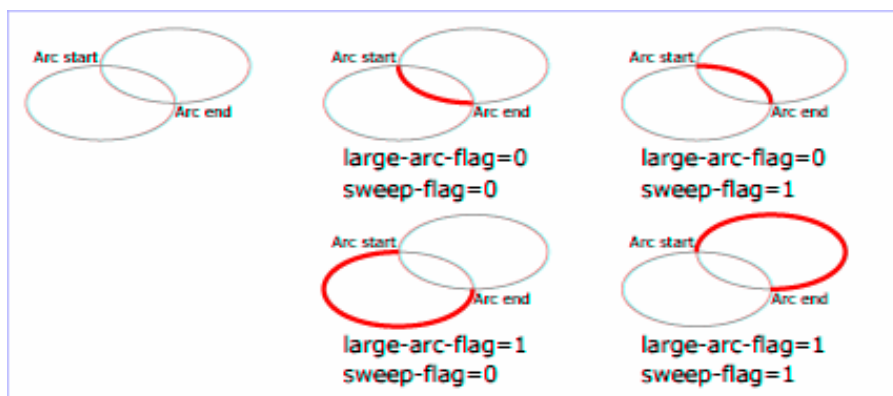 Arc start
Arc end
Arc start
Arc end
large-arc-flag=0
sweep-flag=0
Arc start
Arc end
large-arc-flag=0
sweep-flag=1
Arc start
Arc end
large-arc-flag=1
sweep-flag=0
Arc start
Arc end
large-arc-flag=1
sweep-flag=1